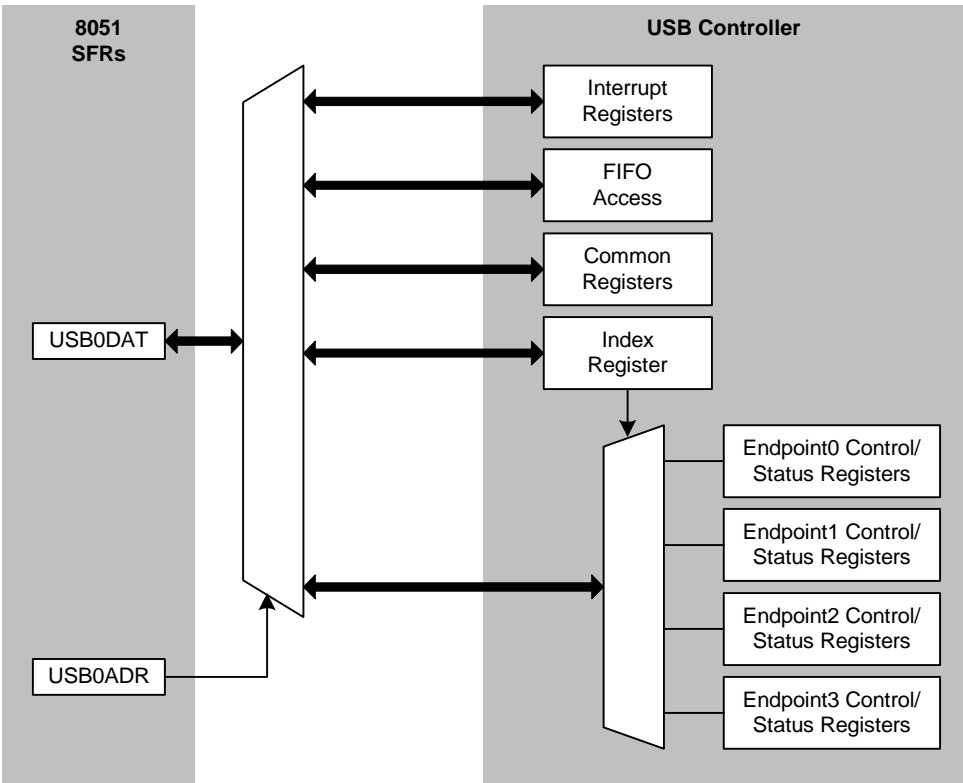 8051
SFRs
USB Controller
Interrupt
Registers
FIFO
Access
Common
Registers
USB0DAT
Index
Register
Endpoint0 Control/
Status Registers
Endpoint1 Control/
Status Registers
Endpoint2 Control/
Status Registers
USB0ADR
Endpoint3 Control/
Status Registers